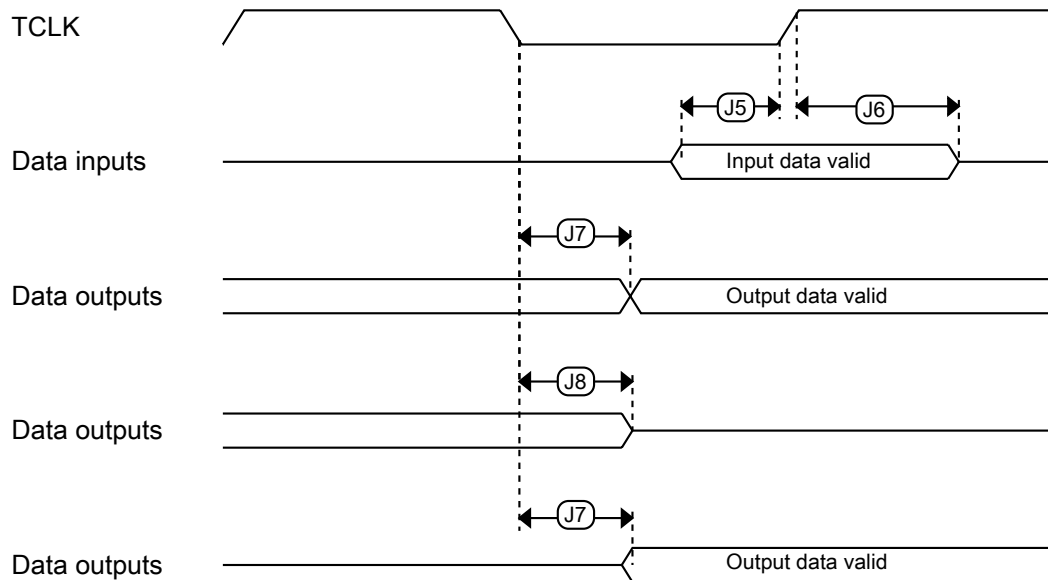 TCLK
J5
J6
Data inputs
Input data valid
J7
Data outputs
Output data valid
J8
Data outputs
J7
Data outputs
Output data valid